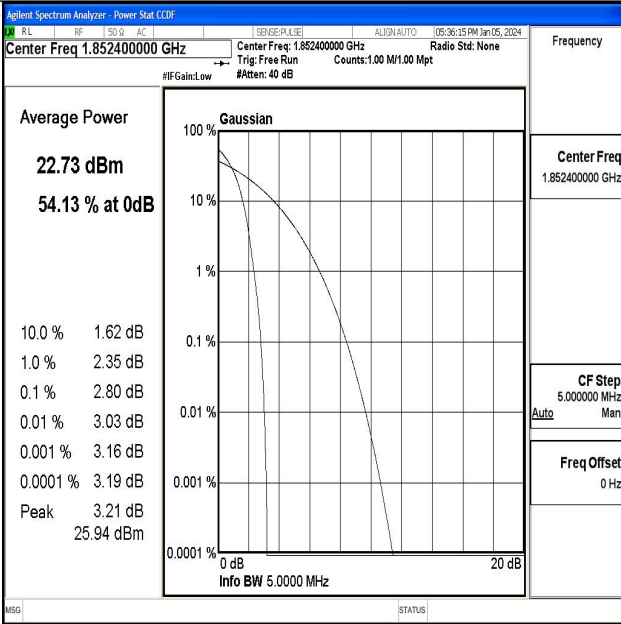 Agilent Spectrum Analyzer - Power Stat CCDF
RL RF 50 Ω AC SENSE:PULSE ALIGN AUTO 05:36:15 PM Jan 05, 2024
Center Freq 1.852400000 GHz
Center Freq: 1.852400000 GHz Radio Std: None
Trig: Free Run Counts:1.00 M/1.00 Mpt
#IFGain:Low #Atten: 40 dB
Average Power
22.73 dBm
54.13 % at 0dB
10.0 % 1.62 dB
1.0 % 2.35 dB
0.1 % 2.80 dB
0.01 % 3.03 dB
0.001 % 3.16 dB
0.0001 % 3.19 dB
Peak 3.21 dB
25.94 dBm
Gaussian
100 %
10 %
1 %
0.1 %
0.01 %
0.001 %
0.0001 %
0 dB 20 dB
Info BW 5.0000 MHz
Frequency
Center Freq
1.852400000 GHz
CF Step
5.000000 MHz
Auto Man
Freq Offset
0 Hz
MSG STATUS